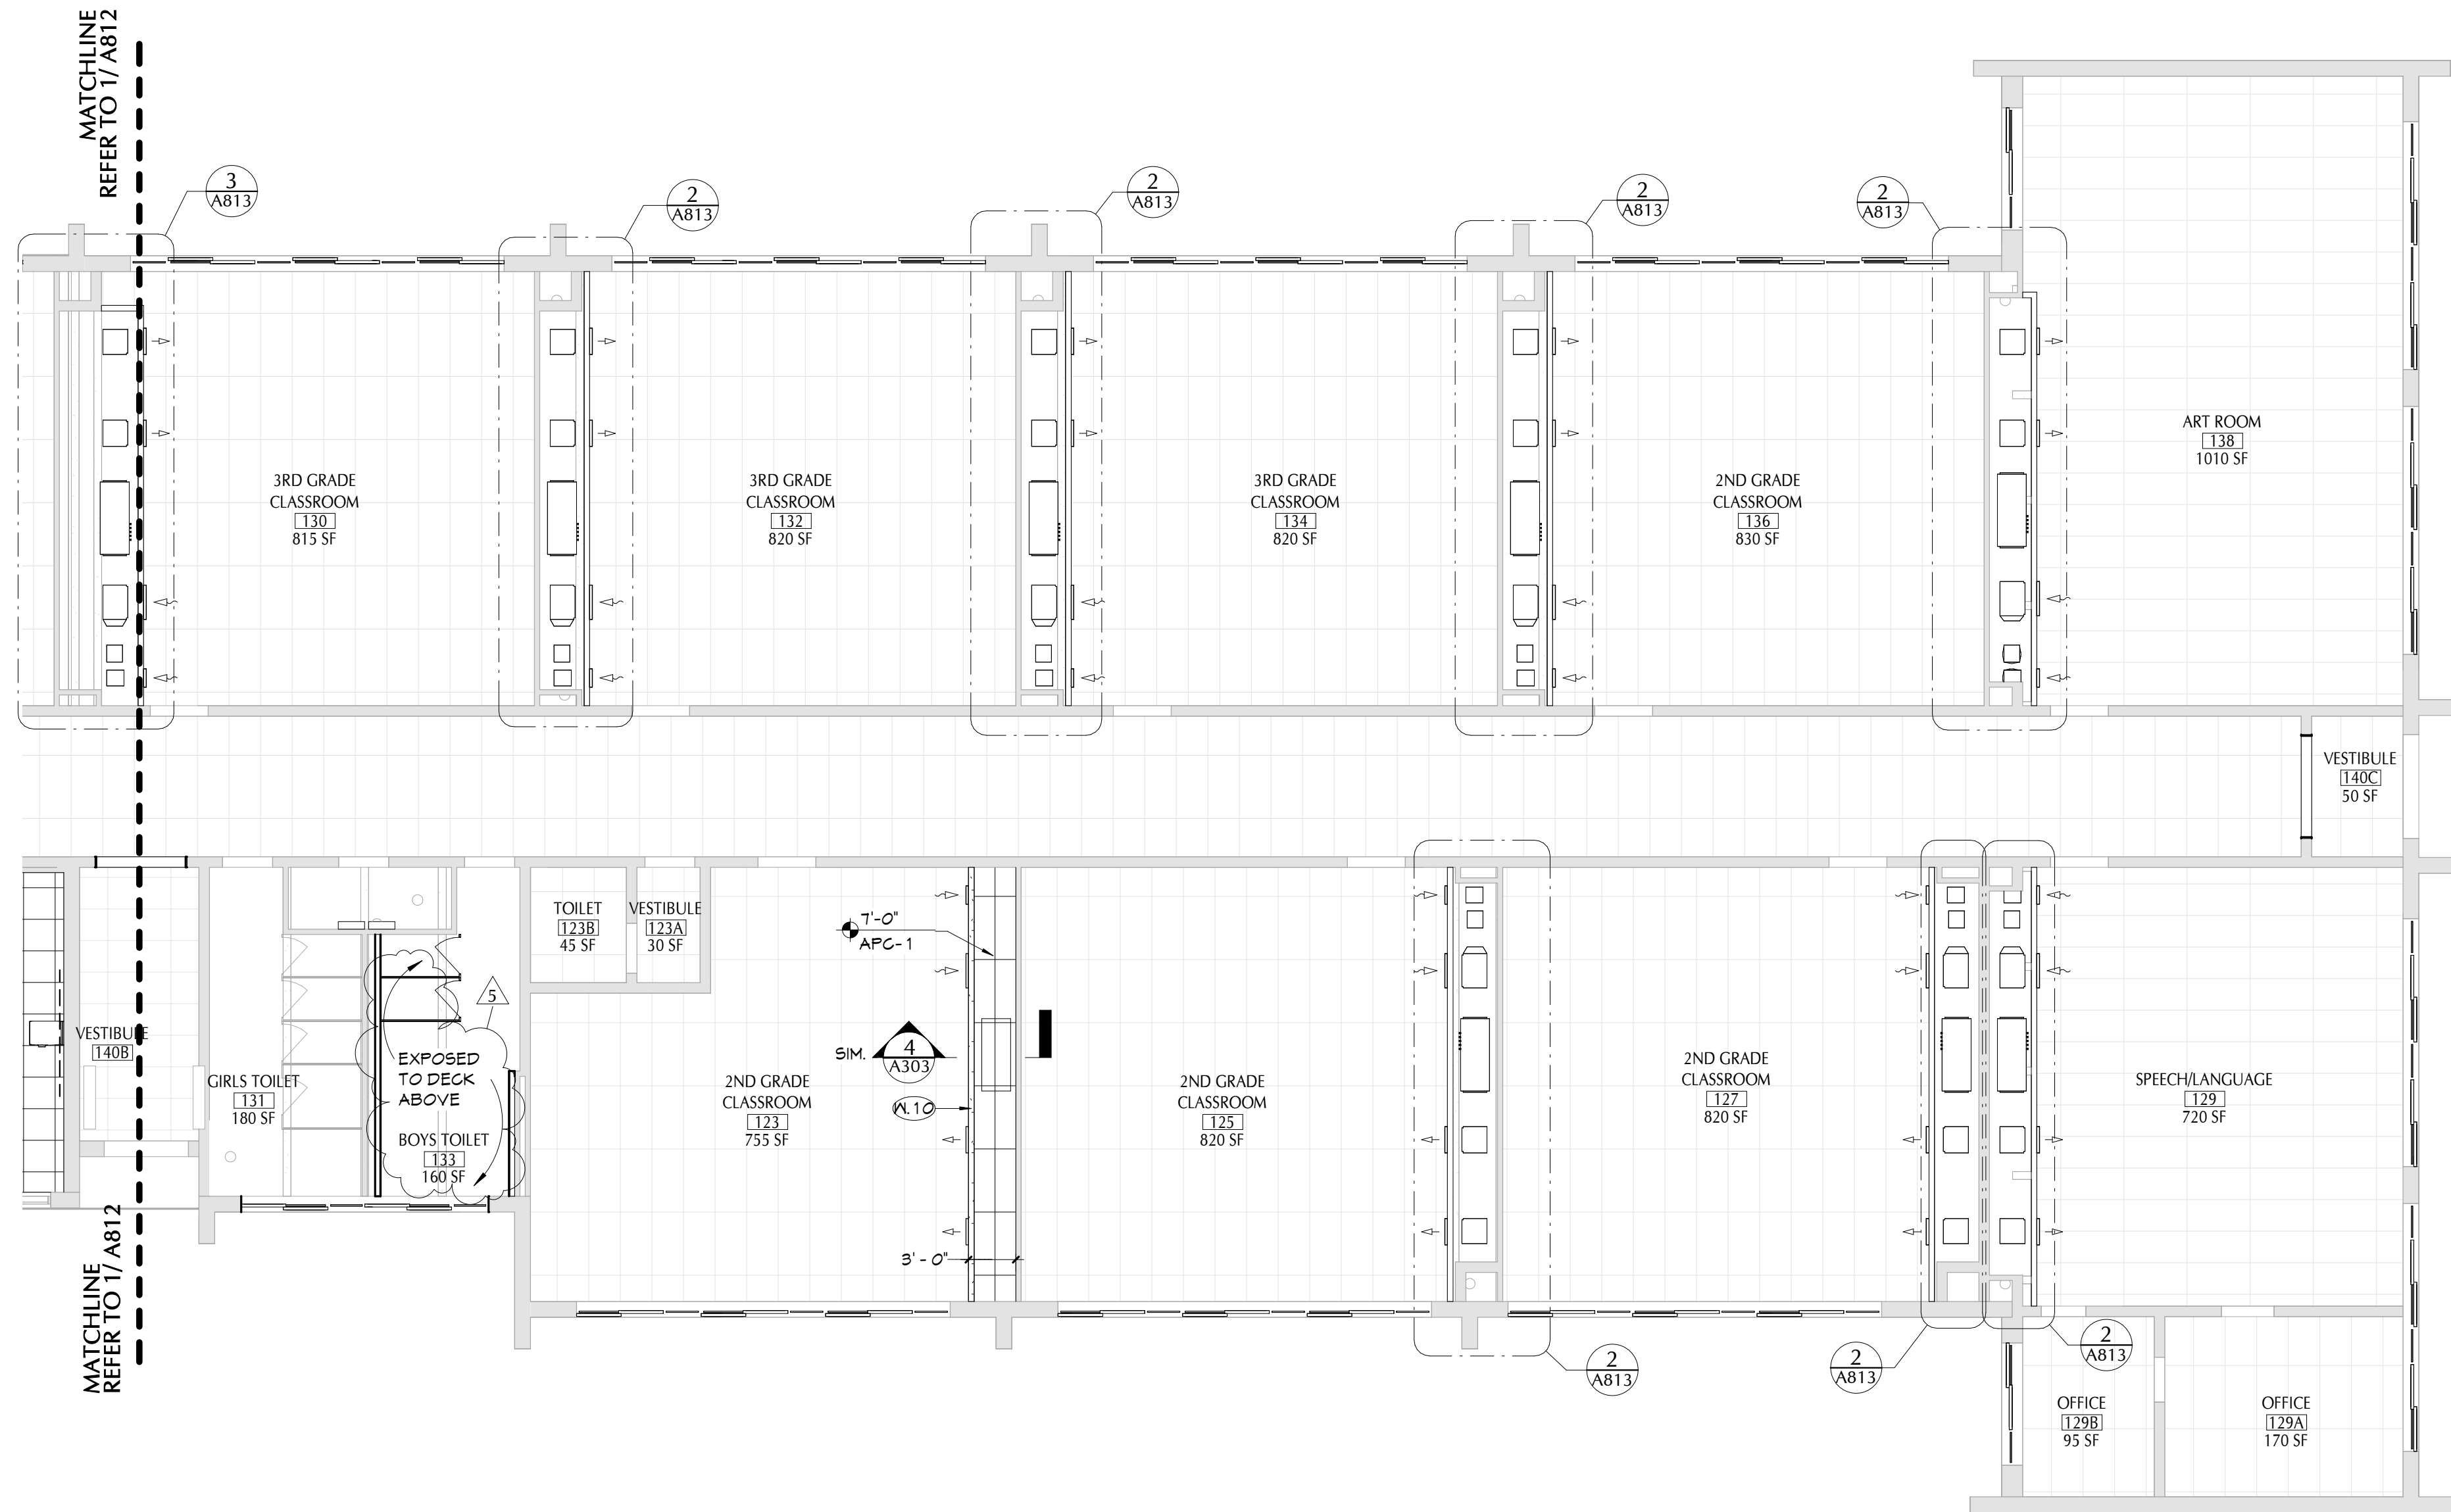 MATCHLINE
REFER TO 1/ A812
3
A813
2
A813
2
A813
2
A813
2
A813
3RD GRADE
CLASSROOM
130
815 SF
3RD GRADE
CLASSROOM
132
820 SF
3RD GRADE
CLASSROOM
134
820 SF
2ND GRADE
CLASSROOM
136
830 SF
ART ROOM
138
1010 SF
VESTIBULE
140C
50 SF
TOILET
123B
45 SF
VESTIBULE
123A
30 SF
7'-0"
APC-1
5
VESTIBULE
140B
GIRLS TOILET
131
180 SF
EXPOSED
TO DECK
ABOVE
BOYS TOILET
133
160 SF
SIM.
4
A303
W.10
2ND GRADE
CLASSROOM
123
755 SF
2ND GRADE
CLASSROOM
125
820 SF
2ND GRADE
CLASSROOM
127
820 SF
SPEECH/LANGUAGE
129
720 SF
3'-0"
MATCHLINE
REFER TO 1/ A812
2
A813
2
A813
2
A813
OFFICE
129B
95 SF
OFFICE
129A
170 SF